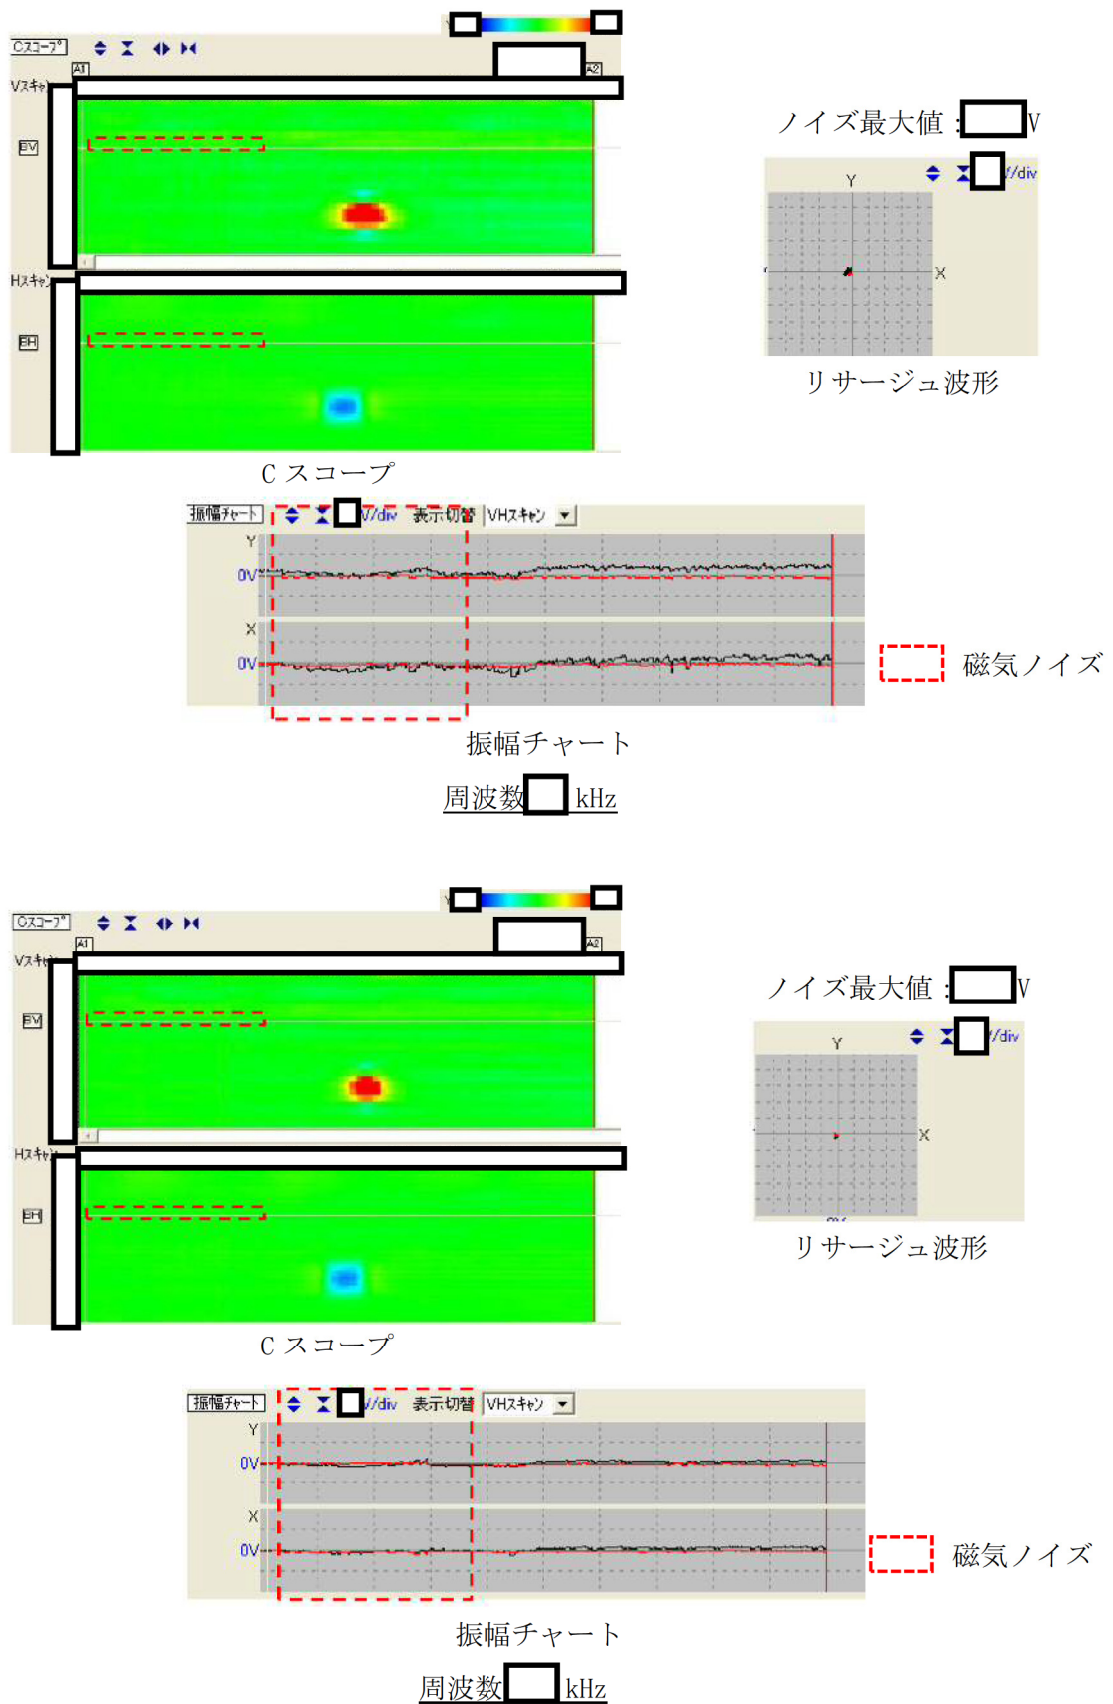 Cスコープ
A1
A2
Vスキャン
BV
Hスキャン
BH
ノイズ最大値： V
V/div
Y
X
リサージュ波形
C スコープ
振幅チャート V/div 表示切替 VHスキャン
Y
0V
X
0V
磁気ノイズ
振幅チャート
周波数 kHz
Cスコープ
A1
A2
Vスキャン
BV
Hスキャン
BH
ノイズ最大値： V
/div
Y
X
リサージュ波形
C スコープ
振幅チャート V/div 表示切替 VHスキャン
Y
0V
X
0V
磁気ノイズ
振幅チャート
周波数 kHz